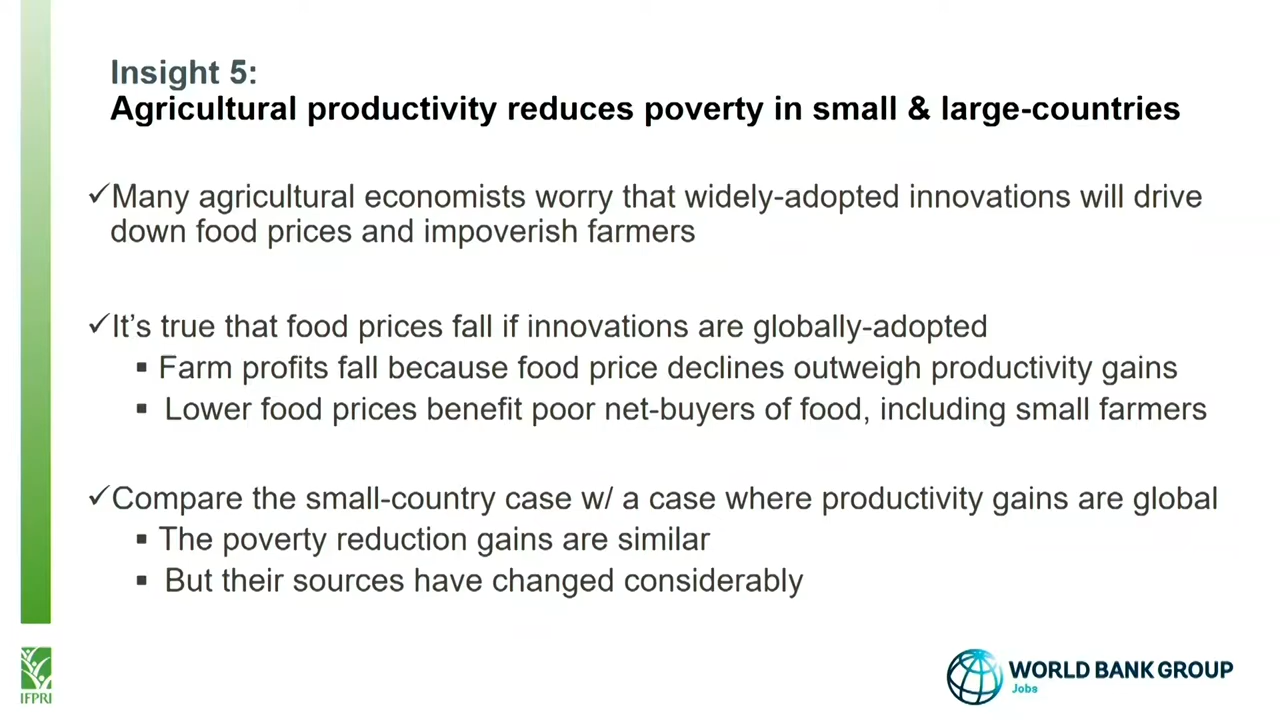 Insight 5:
Agricultural productivity reduces poverty in small & large-countries
✓Many agricultural economists worry that widely-adopted innovations will drive
down food prices and impoverish farmers
✓It’s true that food prices fall if innovations are globally-adopted
▪ Farm profits fall because food price declines outweigh productivity gains
▪ Lower food prices benefit poor net-buyers of food, including small farmers
✓Compare the small-country case w/ a case where productivity gains are global
▪ The poverty reduction gains are similar
▪ But their sources have changed considerably
IFPRI
WORLD BANK GROUP
Jobs